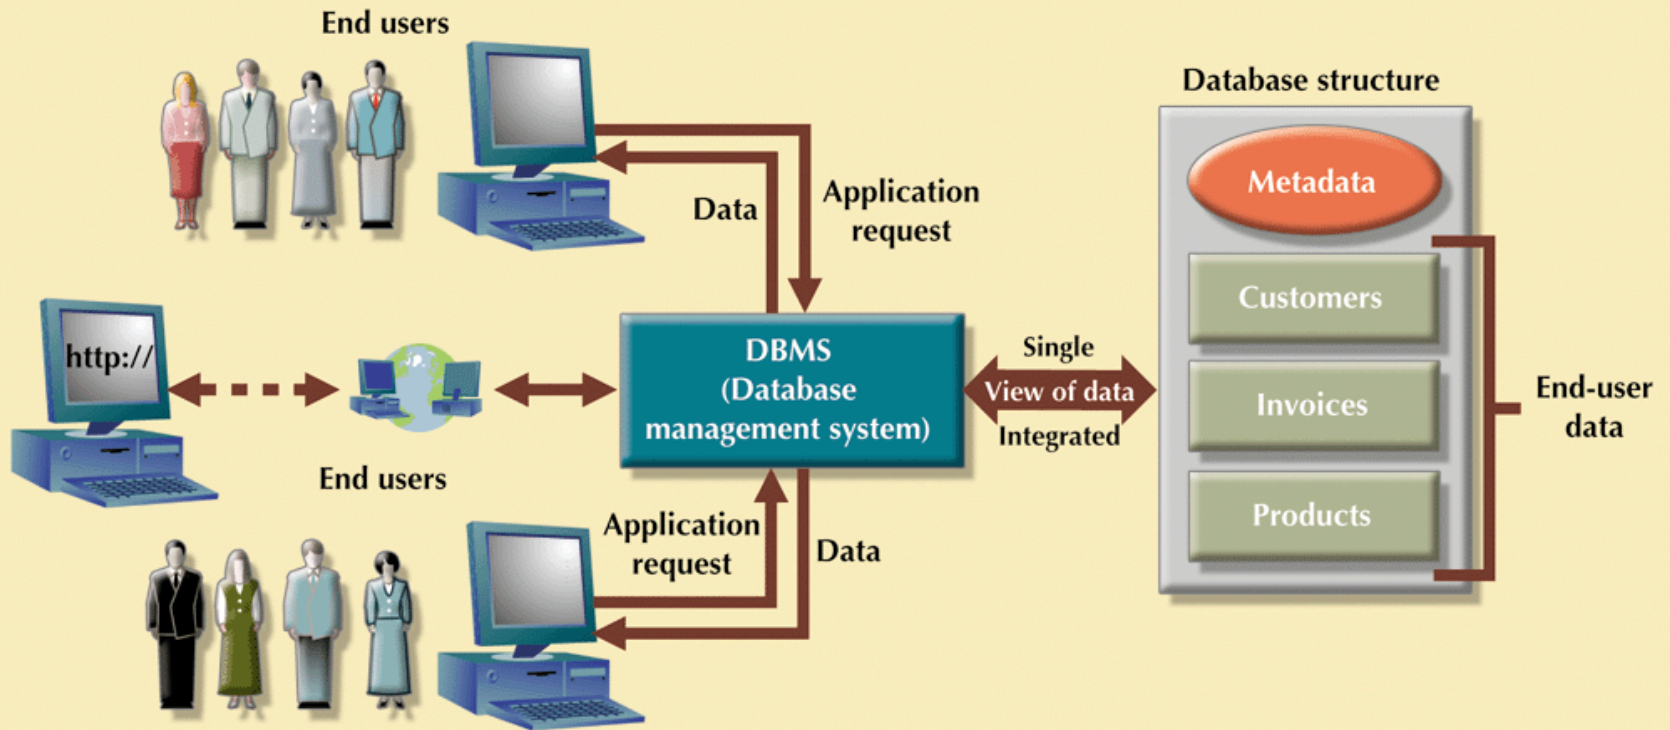 End users
Database structure
Metadata
Data
Application
request
Customers
http://
DBMS
(Database
management system)
Single
View of data
Integrated
Invoices
End-user
data
End users
Products
Application
request
Data